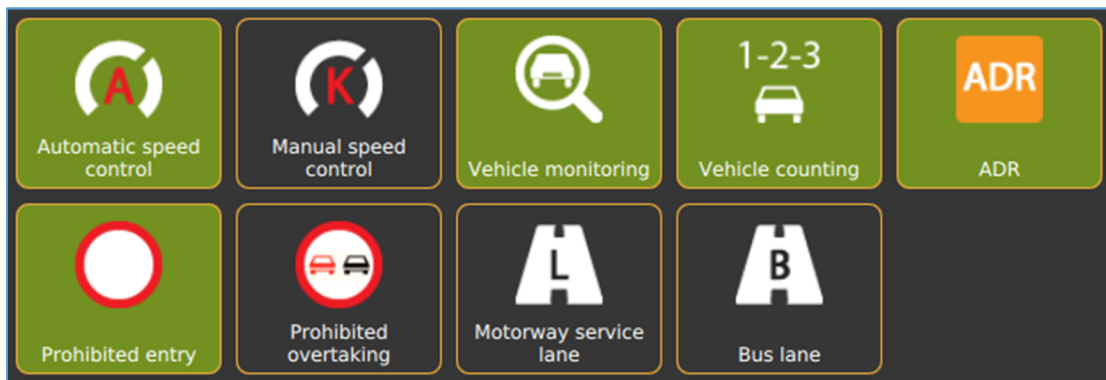 A
Automatic speed
control
K
Manual speed
control
Vehicle monitoring
1-2-3
Vehicle counting
ADR
ADR
Prohibited entry
Prohibited
overtaking
L
Motorway service
lane
B
Bus lane